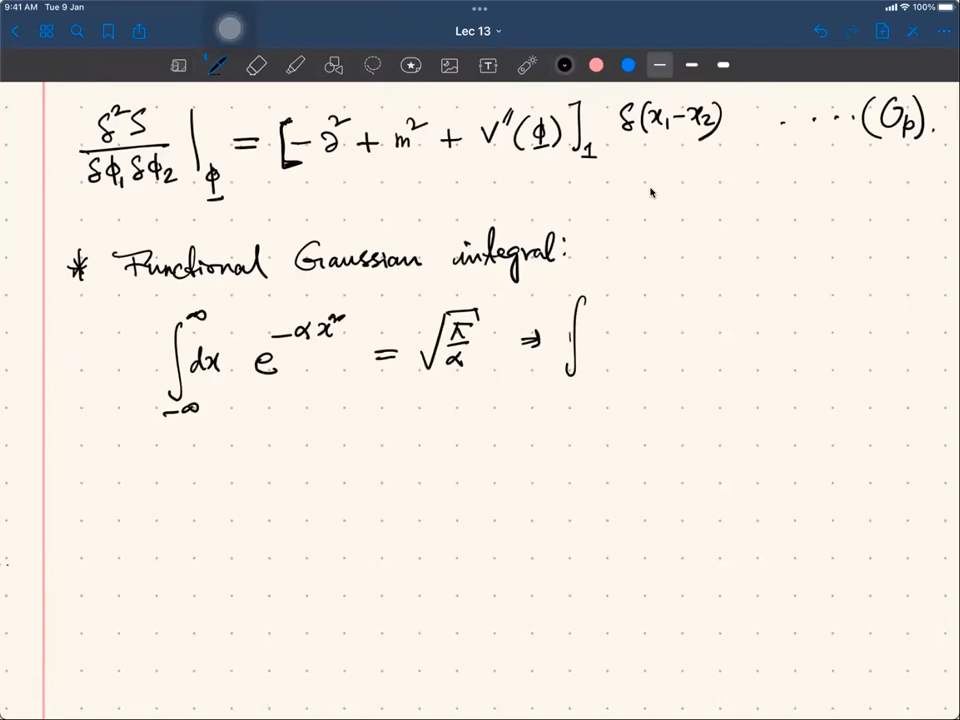 9:41 AM Tue 9 Jan 100%
Lec 13
δ²S / δϕ₁δϕ₂ |_ϕ = [−∂² + m² + V″(ϕ)]₁ δ(x₁−x₂) ..... (Op).
* Functional Gaussian integral:
∫_{−∞}^{∞} dx e^{−αx²} = √(π/α) ⇒ ∫